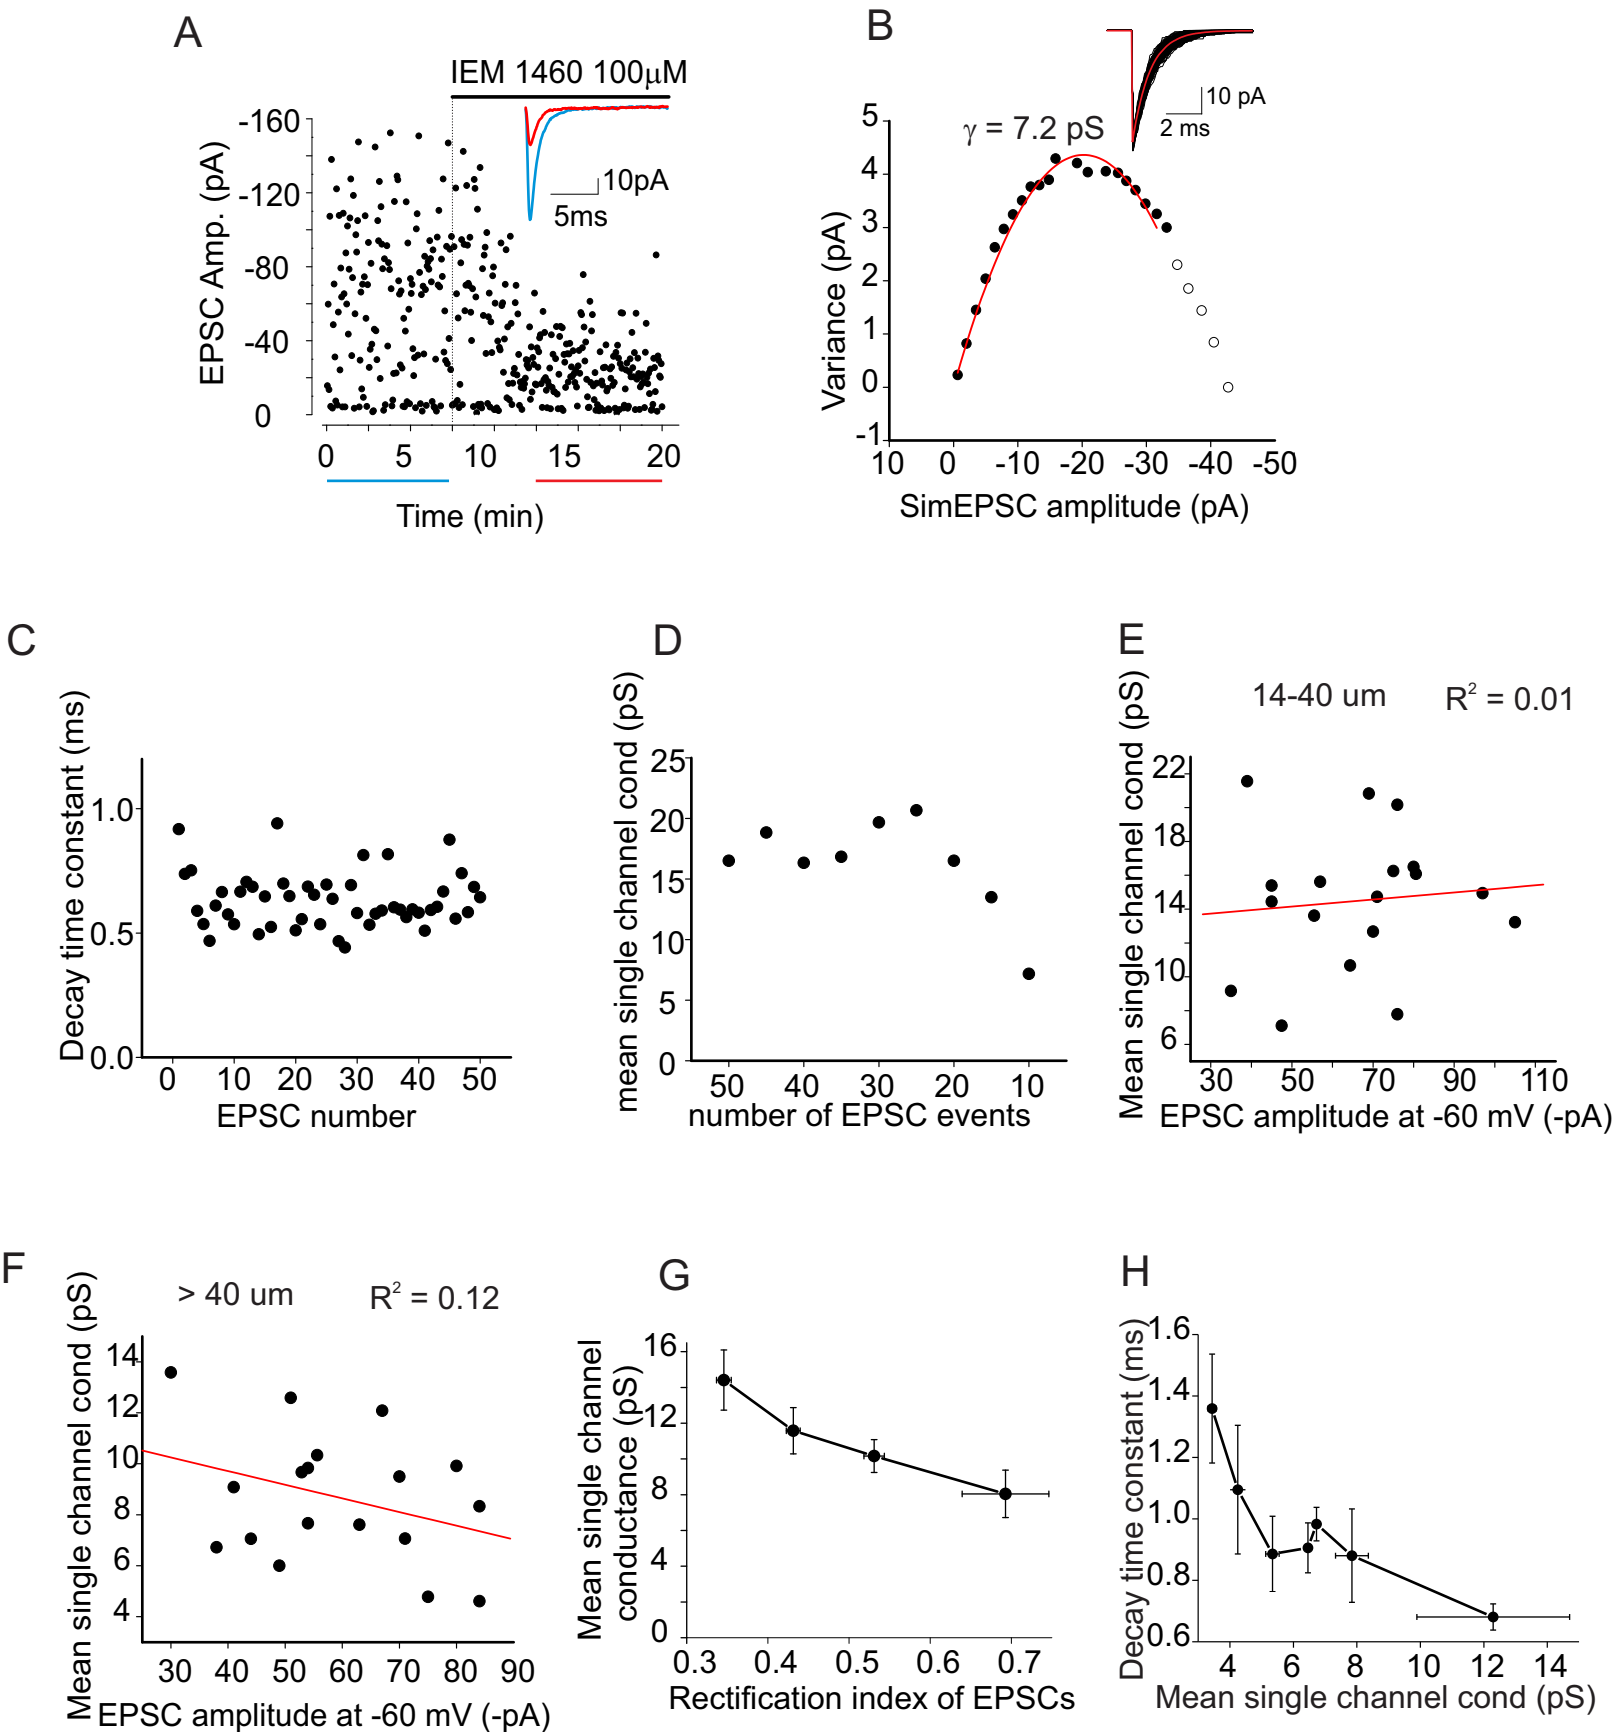 A
IEM 1460 100μM
-160
-120
-80
-40
0
EPSC Amp. (pA)
10pA
5ms
0 5 10 15 20
Time (min)
B
10 pA
2 ms
γ = 7.2 pS
5
4
3
2
1
0
-1
Variance (pA)
10 0 -10 -20 -30 -40 -50
SimEPSC amplitude (pA)
C
Decay time constant (ms)
1.0
0.5
0.0
0 10 20 30 40 50
EPSC number
D
mean single channel cond (pS)
25
20
15
10
5
0
50 40 30 20 10
number of EPSC events
E
14-40 um R² = 0.01
Mean single channel cond (pS)
22
18
14
10
6
30 50 70 90 110
EPSC amplitude at -60 mV (-pA)
F
> 40 um R² = 0.12
Mean single channel cond (pS)
14
12
10
8
6
4
30 40 50 60 70 80 90
EPSC amplitude at -60 mV (-pA)
G
Mean single channel
conductance (pS)
16
12
8
4
0
0.3 0.4 0.5 0.6 0.7
Rectification index of EPSCs
H
Decay time constant (ms)
1.6
1.4
1.2
1.0
0.8
0.6
4 6 8 10 12 14
Mean single channel cond (pS)